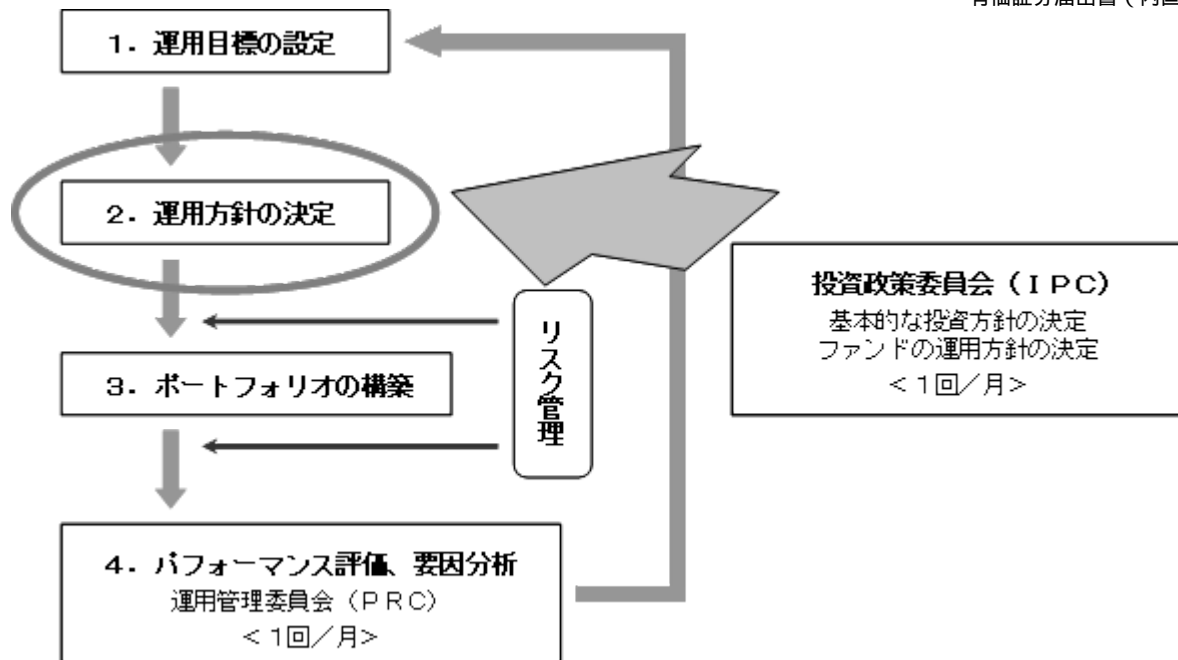 1．運用目標の設定
2．運用方針の決定
投資政策委員会（ＩＰＣ）
基本的な投資方針の決定
ファンドの運用方針の決定
＜1回／月＞
リスク管理
3．ポートフォリオの構築
4．パフォーマンス評価、要因分析
運用管理委員会（ＰＲＣ）
＜1回／月＞